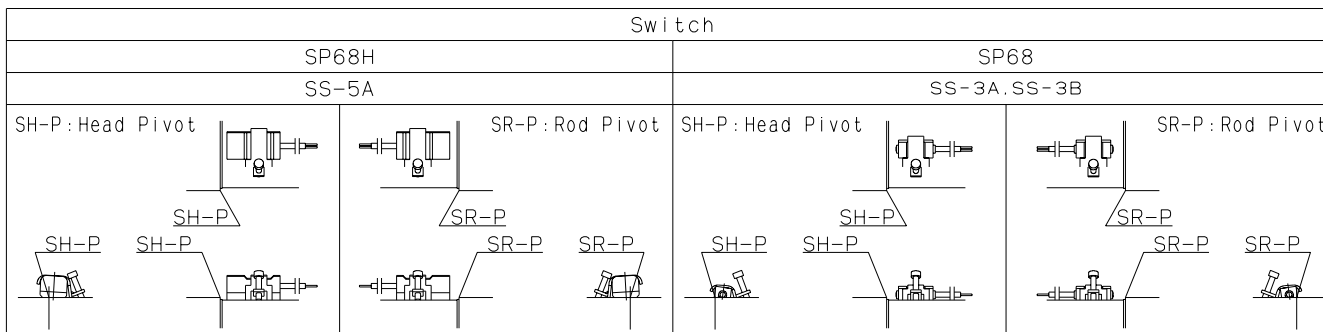 Switch
SP68H SP68
SS-5A SS-3A.SS-3B
SH-P:Head Pivot SR-P:Rod Pivot SH-P:Head Pivot SR-P:Rod Pivot
SH-P SR-P SH-P SR-P
SH-P SH-P SR-P SR-P SH-P SH-P SR-P SR-P